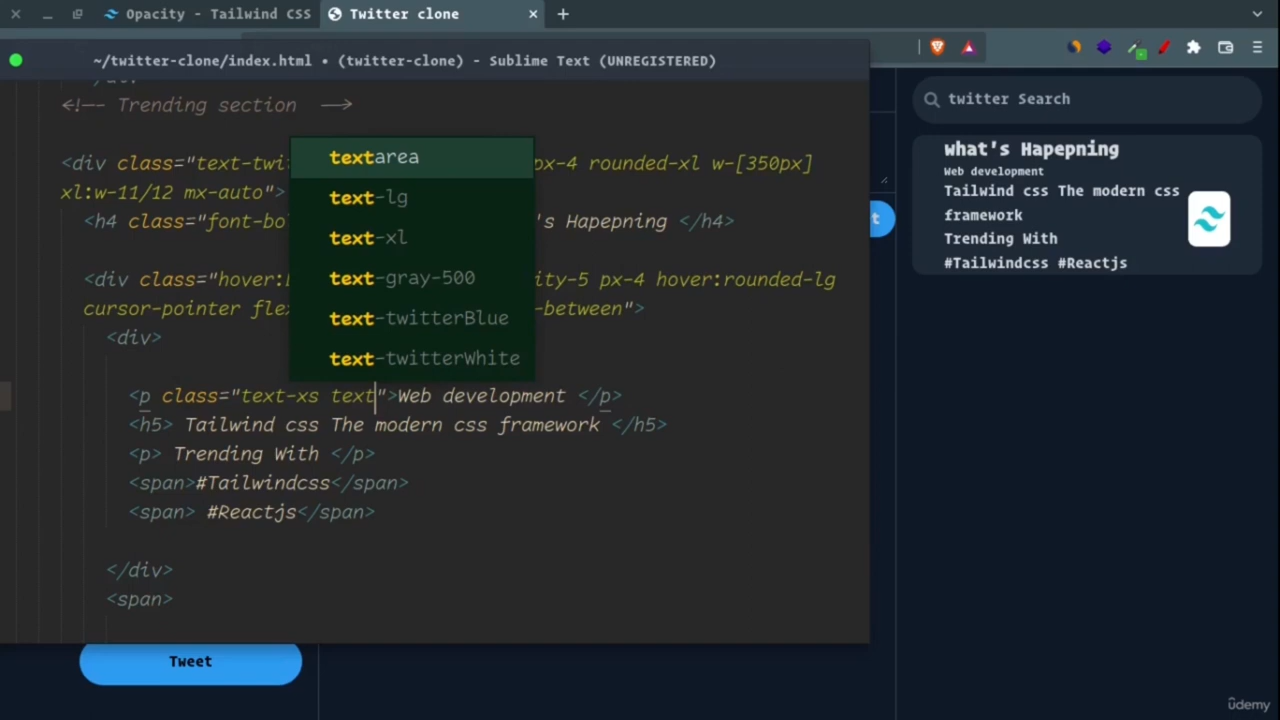 Opacity - Tailwind CSS
Twitter clone
~/twitter-clone/index.html • (twitter-clone) - Sublime Text (UNREGISTERED)
<!-- Trending section -->
<div class="text-twi
px-4 rounded-xl w-[350px]
xl:w-11/12 mx-auto">
<h4 class="font-bol
's Hapepning </h4>
<div class="hover:
ity-5 px-4 hover:rounded-lg
cursor-pointer fle
-between">
<div>
textarea
text-lg
text-xl
text-gray-500
text-twitterBlue
text-twitterWhite
<p class="text-xs text">Web development </p>
<h5> Tailwind css The modern css framework </h5>
<p> Trending With </p>
<span>#Tailwindcss</span>
<span> #Reactjs</span>
</div>
<span>
Tweet
t
twitter Search
what's Hapepning
Web development
Tailwind css The modern css
framework
Trending With
#Tailwindcss #Reactjs
ûdemy